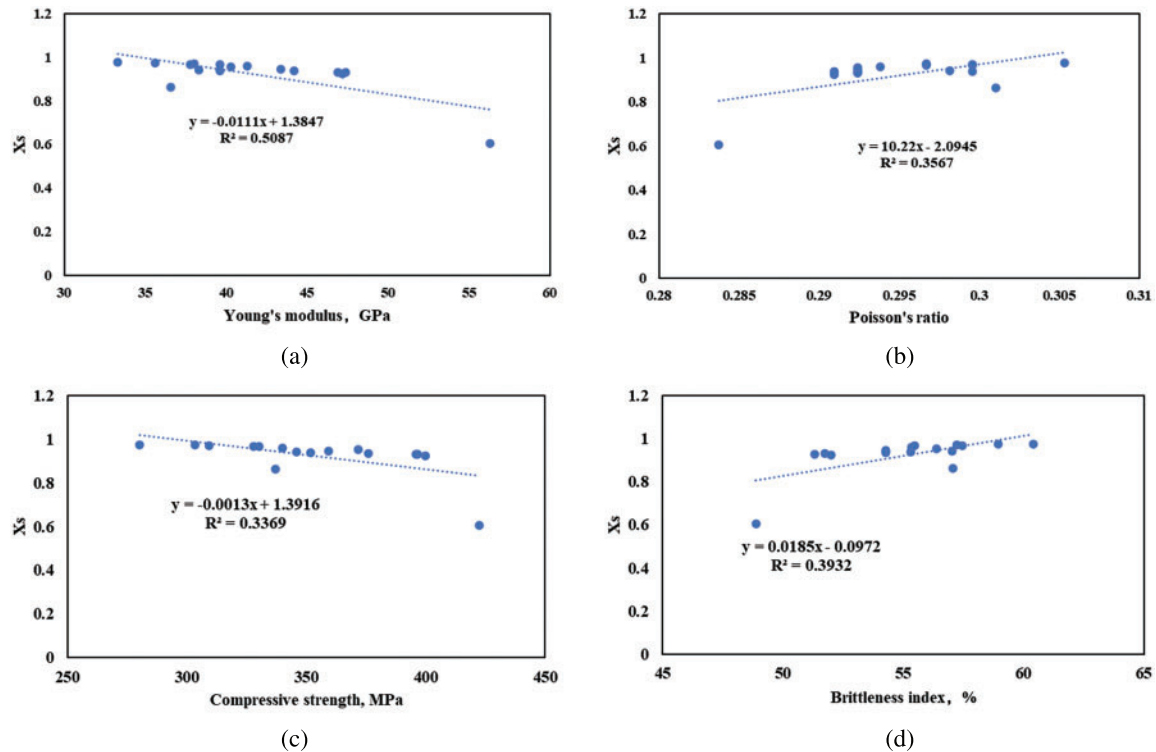 1.2
1
0.8
0.6
0.4
0.2
0
Xs
y = -0.0111x + 1.3847
R² = 0.5087
30 35 40 45 50 55 60
Young's modulus， GPa
(a)
1.2
1
0.8
0.6
0.4
0.2
0
Xs
y = 10.22x - 2.0945
R² = 0.3567
0.28 0.285 0.29 0.295 0.3 0.305 0.31
Poisson's ratio
(b)
1.2
1
0.8
0.6
0.4
0.2
0
Xs
y = -0.0013x + 1.3916
R² = 0.3369
250 300 350 400 450
Compressive strength, MPa
(c)
1.2
1
0.8
0.6
0.4
0.2
0
Xs
y = 0.0185x - 0.0972
R² = 0.3932
45 50 55 60 65
Brittleness index， %
(d)